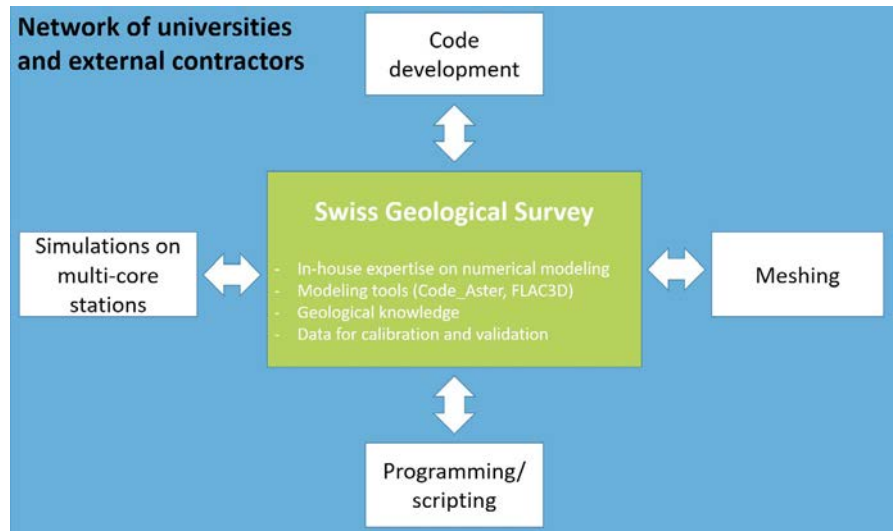 Network of universities
and external contractors
Code
development
Swiss Geological Survey
- In-house expertise on numerical modeling
- Modeling tools (Code_Aster, FLAC3D)
- Geological knowledge
- Data for calibration and validation
Simulations on
multi-core
stations
Meshing
Programming/
scripting